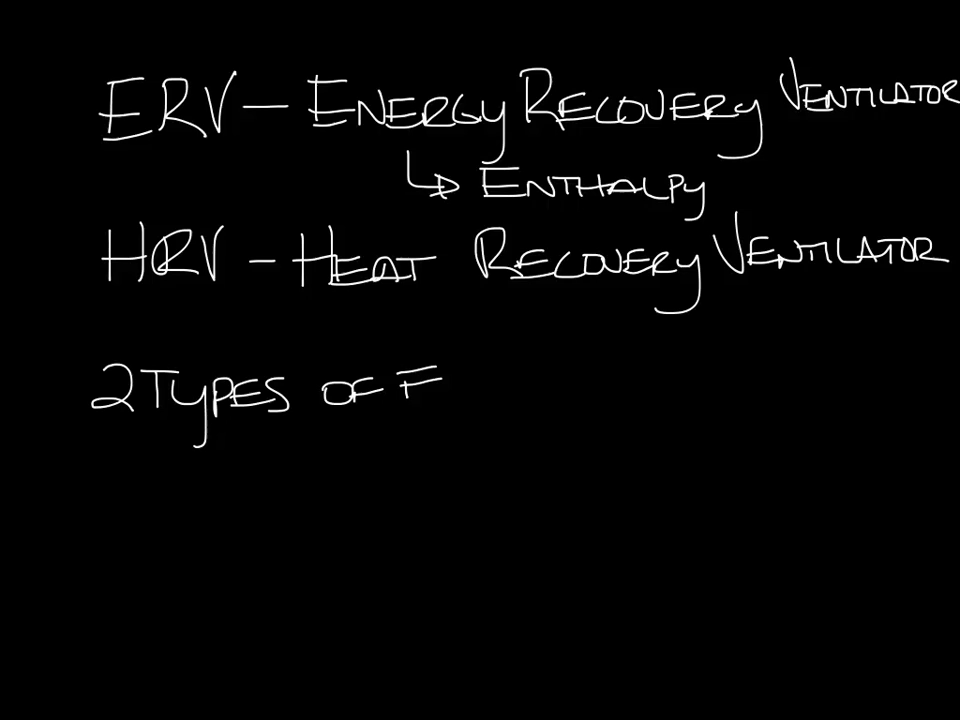 ERV - ENERGY RECOVERY VENTILATOR
↳ ENTHALPY
HRV - HEAT RECOVERY VENTILATOR
2 TYPES OF F